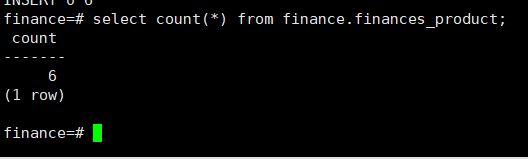 INSERT 0 6
finance=# select count(*) from finance.finances_product;
count
-------
6
(1 row)
finance=#